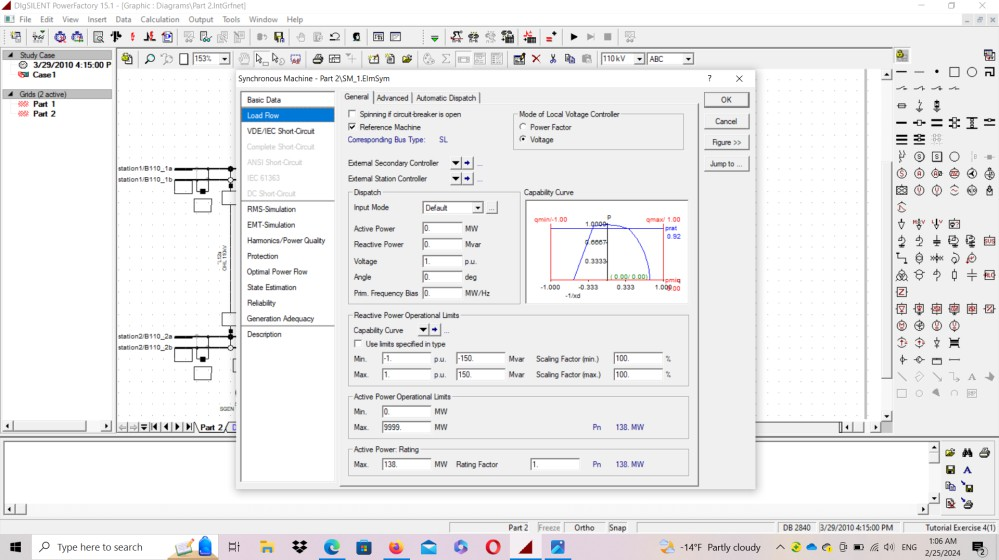 DIgSILENT PowerFactory 15.1 - [Graphic : Diagrams\Part 2.IntGrfnet]
File Edit View Insert Data Calculation Output Tools Window Help
153% 110 kV ABC
Study Case
3/29/2010 4:15:00 P
Case1
Grids (2 active)
Part 1
Part 2
station1/B110_1a
station1/B110_1b
station2/B110_2a
station2/B110_2b
SGEN
Part 2
Synchronous Machine - Part 2\SM_1.ElmSym
Basic Data
Load Flow
VDE/IEC Short-Circuit
Complete Short-Circuit
ANSI Short-Circuit
IEC 61363
DC Short-Circuit
RMS-Simulation
EMT-Simulation
Harmonics/Power Quality
Protection
Optimal Power Flow
State Estimation
Reliability
Generation Adequacy
Description
General Advanced Automatic Dispatch
Spinning if circuit-breaker is open
Reference Machine
Corresponding Bus Type: SL
Mode of Local Voltage Controller
Power Factor
Voltage
External Secondary Controller ...
External Station Controller ...
Dispatch
Input Mode Default ...
Active Power 0. MW
Reactive Power 0. Mvar
Voltage 1. p.u.
Angle 0. deg
Prim. Frequency Bias 0. MW/Hz
Capability Curve
qmin/-1.00 P qmax/ 1.00
1.0000 pnat
0.92
0.6667
0.3333
( 0.00/ 0.00)
-1.000 -0.333 0.333 1.000
-1/xd
Reactive Power Operational Limits
Capability Curve ...
Use limits specified in type
Min. -1. p.u. -150. Mvar Scaling Factor (min.) 100. %
Max. 1. p.u. 150. Mvar Scaling Factor (max.) 100. %
Active Power Operational Limits
Min. 0. MW
Max. 9999. MW Pn 138. MW
Active Power: Rating
Max. 138. MW Rating Factor 1. Pn 138. MW
OK
Cancel
Figure >>
Jump to ...
Part 2 Freeze Ortho Snap DB 2840 3/29/2010 4:15:00 PM Tutorial Exercise 4(1)
Type here to search
-14°F Partly cloudy
ENG
1:06 AM
2/25/2024
2